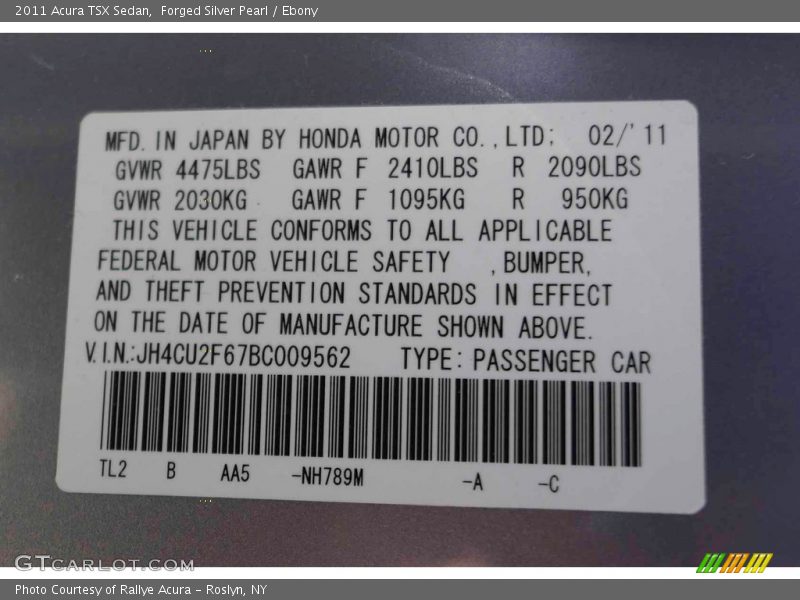 2011 Acura TSX Sedan,  Forged Silver Pearl / Ebony
MFD. IN JAPAN BY HONDA MOTOR CO.,LTD; 02/'11
GVWR 4475LBS GAWR F 2410LBS R 2090LBS
GVWR 2030KG GAWR F 1095KG R 950KG
THIS VEHICLE CONFORMS TO ALL APPLICABLE
FEDERAL MOTOR VEHICLE SAFETY ,BUMPER,
AND THEFT PREVENTION STANDARDS IN EFFECT
ON THE DATE OF MANUFACTURE SHOWN ABOVE.
V.I.N.:JH4CU2F67BC009562 TYPE: PASSENGER CAR
TL2 B AA5 -NH789M -A -C
GTCARLOT.COM
Photo Courtesy of Rallye Acura - Roslyn, NY